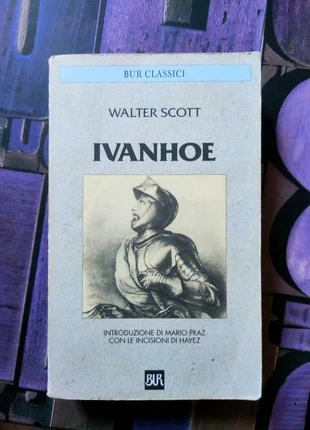 BUR CLASSICI
WALTER SCOTT
IVANHOE
INTRODUZIONE DI MARIO PRAZ
CON LE INCISIONI DI HAYEZ
BUR